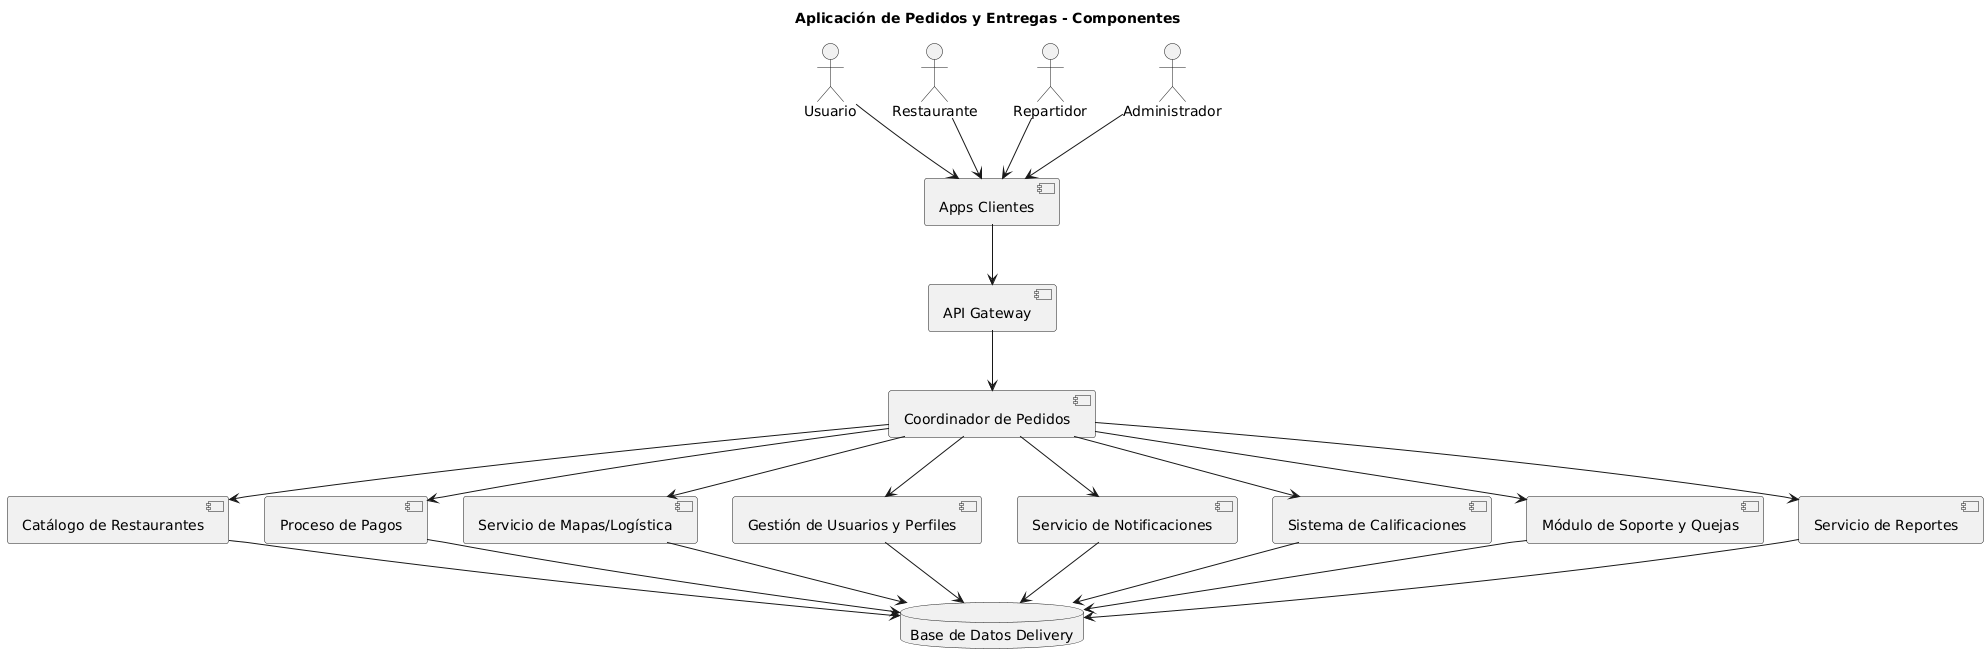 Aplicación de Pedidos y Entregas - Componentes
Usuario
Restaurante
Repartidor
Administrador
Apps Clientes
API Gateway
Coordinador de Pedidos
Catálogo de Restaurantes
Proceso de Pagos
Servicio de Mapas/Logística
Gestión de Usuarios y Perfiles
Servicio de Notificaciones
Sistema de Calificaciones
Módulo de Soporte y Quejas
Servicio de Reportes
Base de Datos Delivery